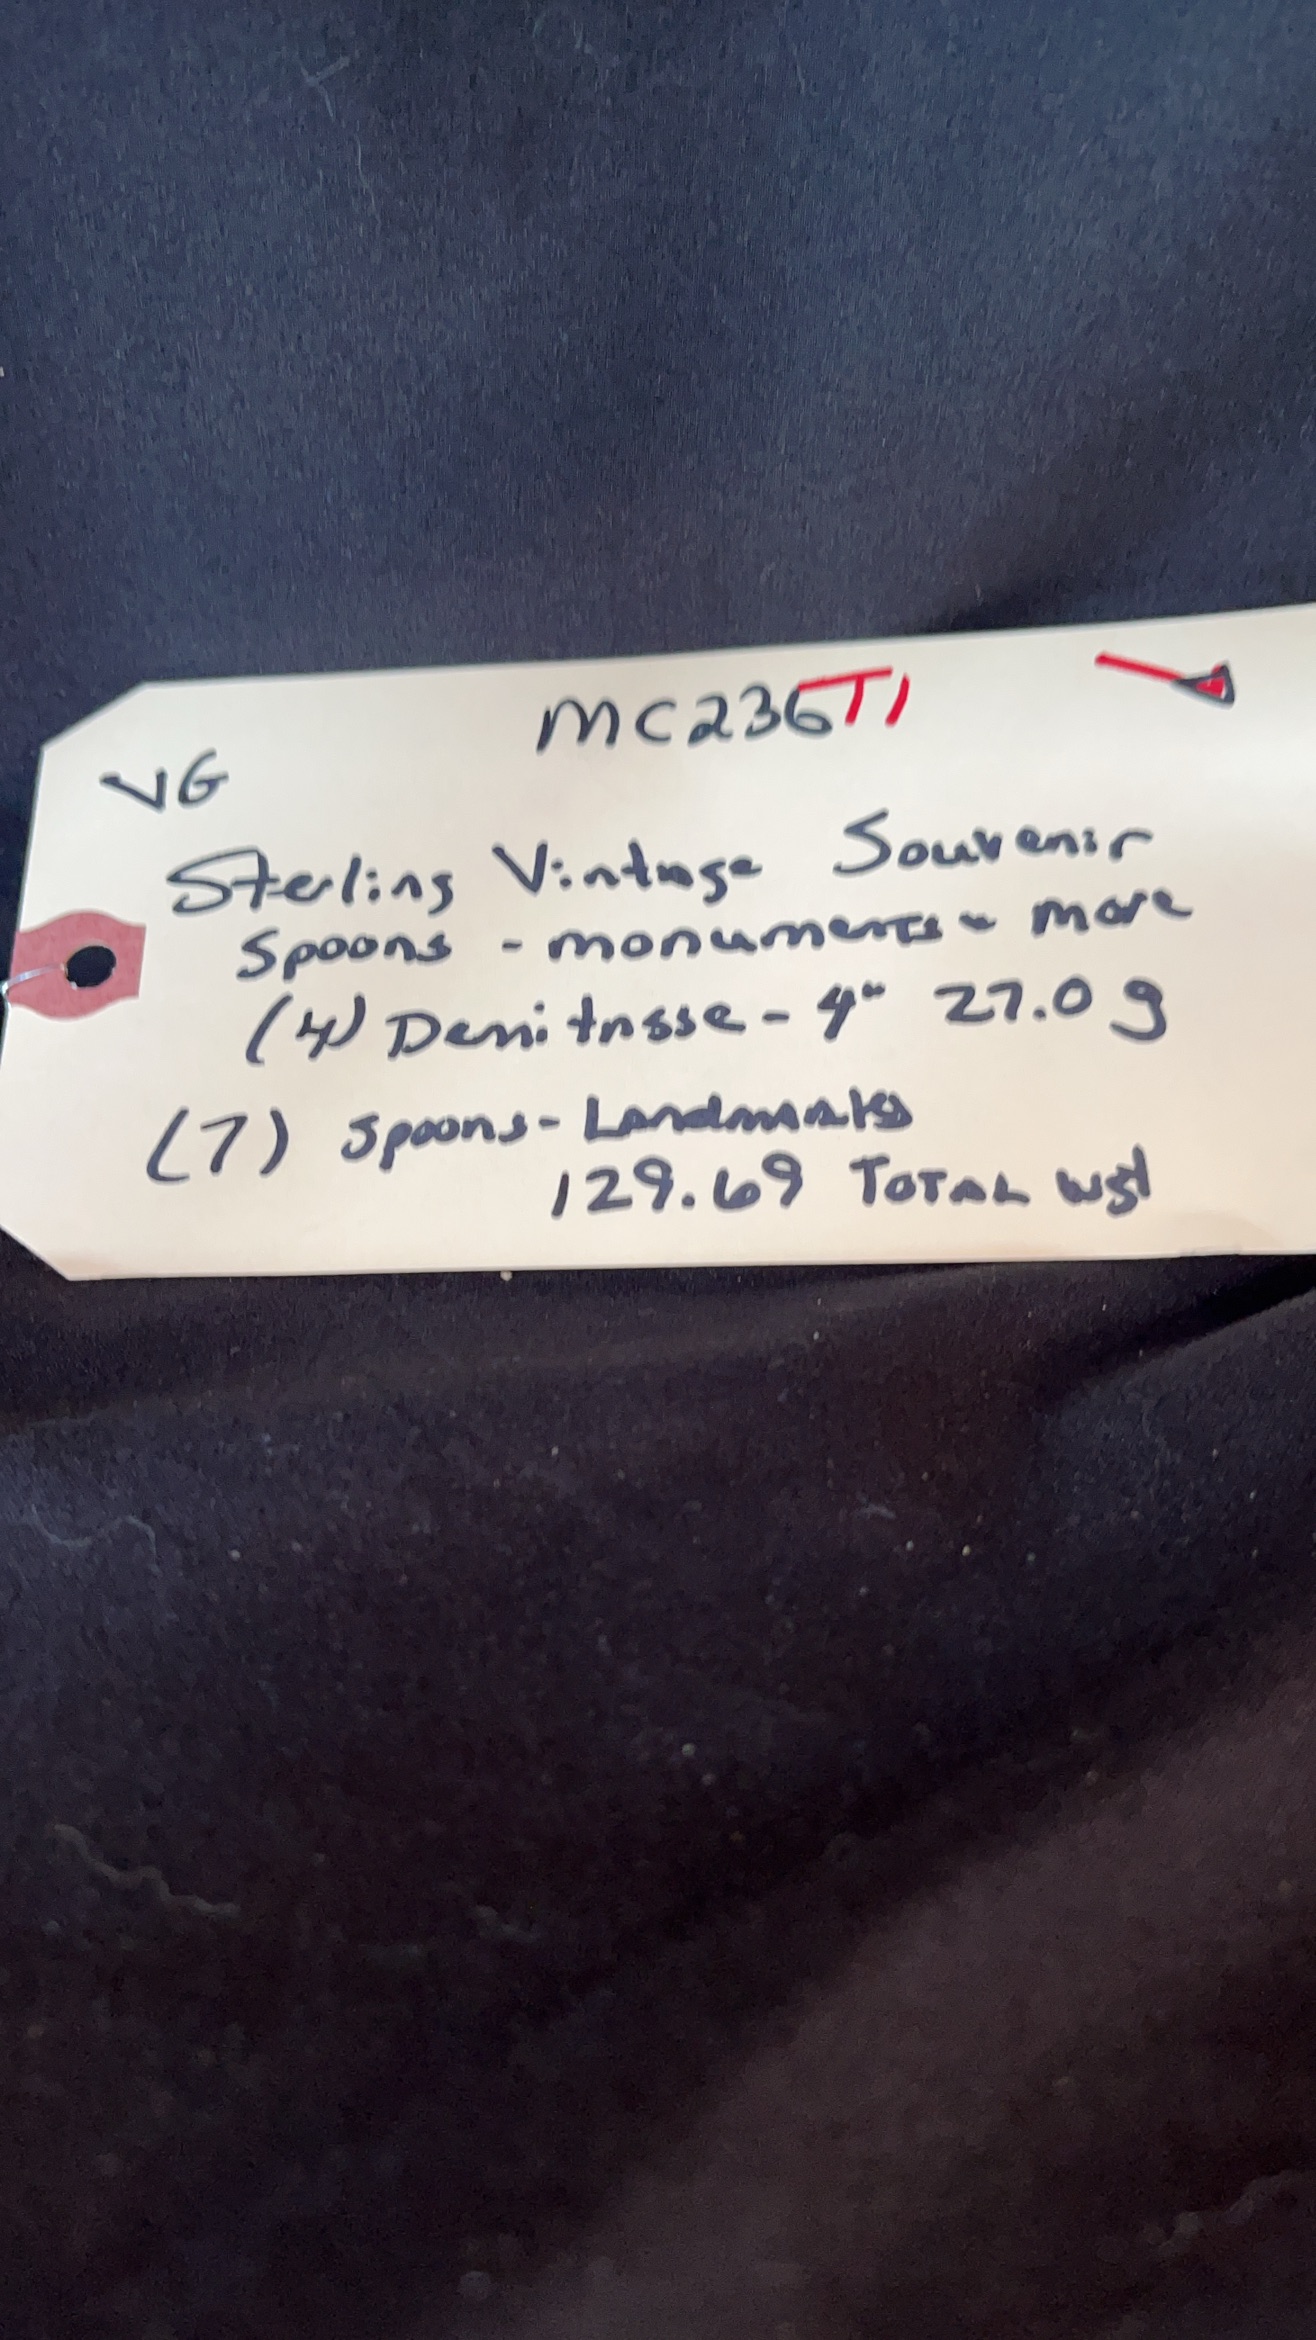 MC236T1
VG
Sterling Vintage Souvenir
Spoons - monuments & more
(4) Demitasse - 4" 27.0 g
(7) Spoons - Landmarks
129.69 TOTAL wgt